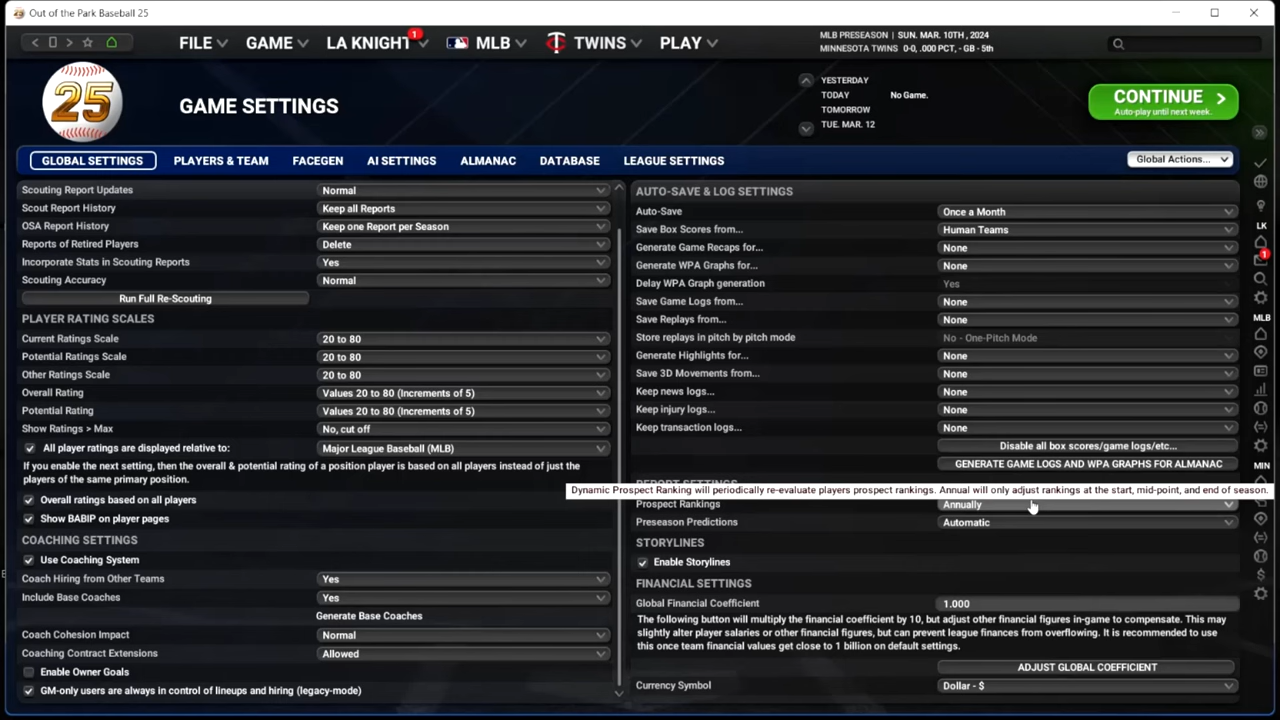 Out of the Park Baseball 25
FILE
GAME
LA KNIGHT
1
MLB
TWINS
PLAY
MLB PRESEASON | SUN. MAR. 10TH, 2024
MINNESOTA TWINS 0-0, .000 PCT, - GB - 5th
25
GAME SETTINGS
YESTERDAY
TODAY No Game.
TOMORROW
TUE. MAR. 12
CONTINUE
Auto-play until next week.
GLOBAL SETTINGS
PLAYERS & TEAM
FACEGEN
AI SETTINGS
ALMANAC
DATABASE
LEAGUE SETTINGS
Global Actions...
Scouting Report Updates Normal
Scout Report History Keep all Reports
OSA Report History Keep one Report per Season
Reports of Retired Players Delete
Incorporate Stats in Scouting Reports Yes
Scouting Accuracy Normal
Run Full Re-Scouting
PLAYER RATING SCALES
Current Ratings Scale 20 to 80
Potential Ratings Scale 20 to 80
Other Ratings Scale 20 to 80
Overall Rating Values 20 to 80 (Increments of 5)
Potential Rating Values 20 to 80 (Increments of 5)
Show Ratings > Max No, cut off
All player ratings are displayed relative to: Major League Baseball (MLB)
If you enable the next setting, then the overall & potential rating of a position player is based on all players instead of just the
players of the same primary position.
Overall ratings based on all players
Show BABIP on player pages
COACHING SETTINGS
Use Coaching System
Coach Hiring from Other Teams Yes
Include Base Coaches Yes
Generate Base Coaches
Coach Cohesion Impact Normal
Coaching Contract Extensions Allowed
Enable Owner Goals
GM-only users are always in control of lineups and hiring (legacy-mode)
AUTO-SAVE & LOG SETTINGS
Auto-Save Once a Month
Save Box Scores from... Human Teams
Generate Game Recaps for... None
Generate WPA Graphs for... None
Delay WPA Graph generation Yes
Save Game Logs from... None
Save Replays from... None
Store replays in pitch by pitch mode No - One-Pitch Mode
Generate Highlights for... None
Save 3D Movements from... None
Keep news logs... None
Keep injury logs... None
Keep transaction logs... None
Disable all box scores/game logs/etc...
GENERATE GAME LOGS AND WPA GRAPHS FOR ALMANAC
Dynamic Prospect Ranking will periodically re-evaluate players prospect rankings. Annual will only adjust rankings at the start, mid-point, and end of season.
Prospect Rankings Annually
Preseason Predictions Automatic
STORYLINES
Enable Storylines
FINANCIAL SETTINGS
Global Financial Coefficient 1.000
The following button will multiply the financial coefficient by 10, but adjust other financial figures in-game to compensate. This may
slightly alter player salaries or other financial figures, but can prevent league finances from overflowing. It is recommended to use
this once team financial values get close to 1 billion on default settings.
ADJUST GLOBAL COEFFICIENT
Currency Symbol Dollar - $
LK
1
MLB
MIN